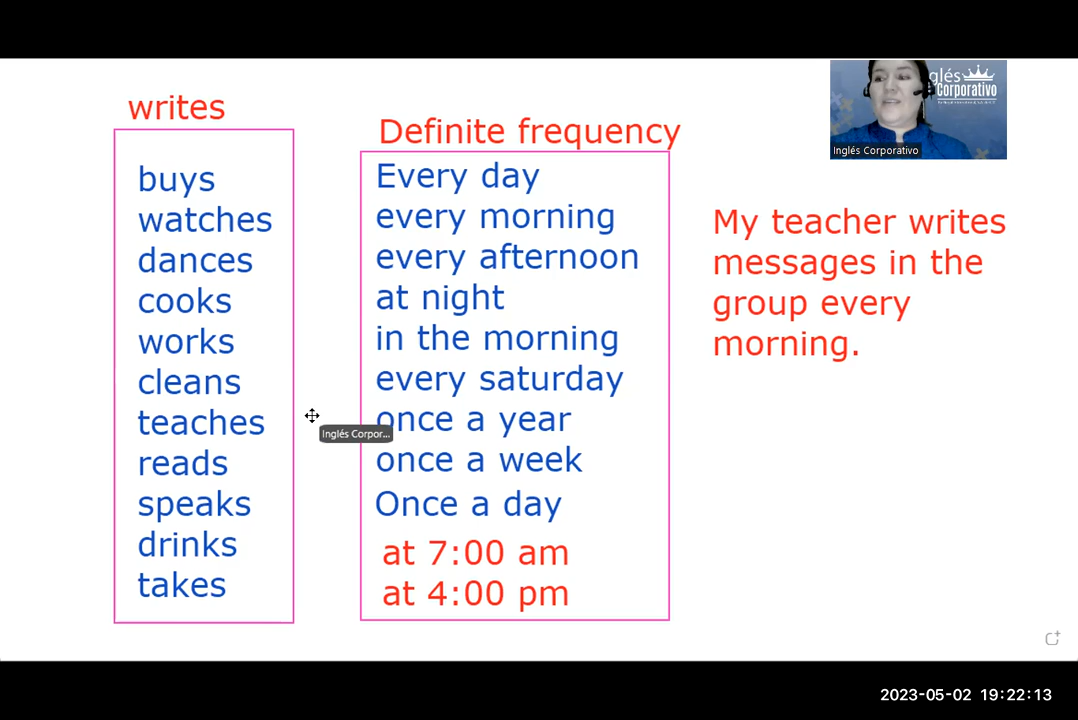 writes
buys
watches
dances
cooks
works
cleans
teaches
reads
speaks
drinks
takes
Definite frequency
Every day
every morning
every afternoon
at night
in the morning
every saturday
once a year
once a week
Once a day
at 7:00 am
at 4:00 pm
My teacher writes
messages in the
group every
morning.
Inglés Corpor...
glés
Corporativo
Inglés Corporativo
2023-05-02 19:22:13